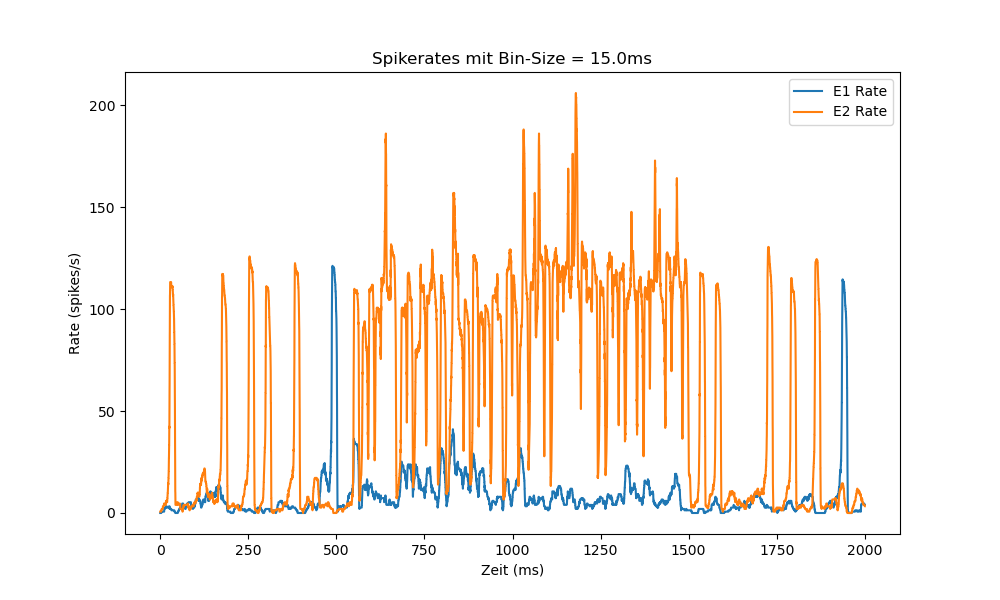 Spikerates mit Bin-Size = 15.0ms
E1 Rate
E2 Rate
200
150
100
50
0
Rate (spikes/s)
0 250 500 750 1000 1250 1500 1750 2000
Zeit (ms)